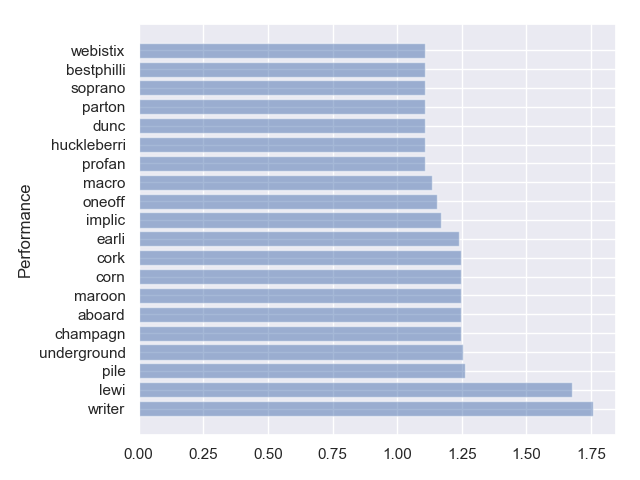 webistix
bestphilli
soprano
parton
dunc
huckleberri
profan
macro
oneoff
implic
earli
cork
corn
maroon
aboard
champagn
underground
pile
lewi
writer
Performance
0.00 0.25 0.50 0.75 1.00 1.25 1.50 1.75